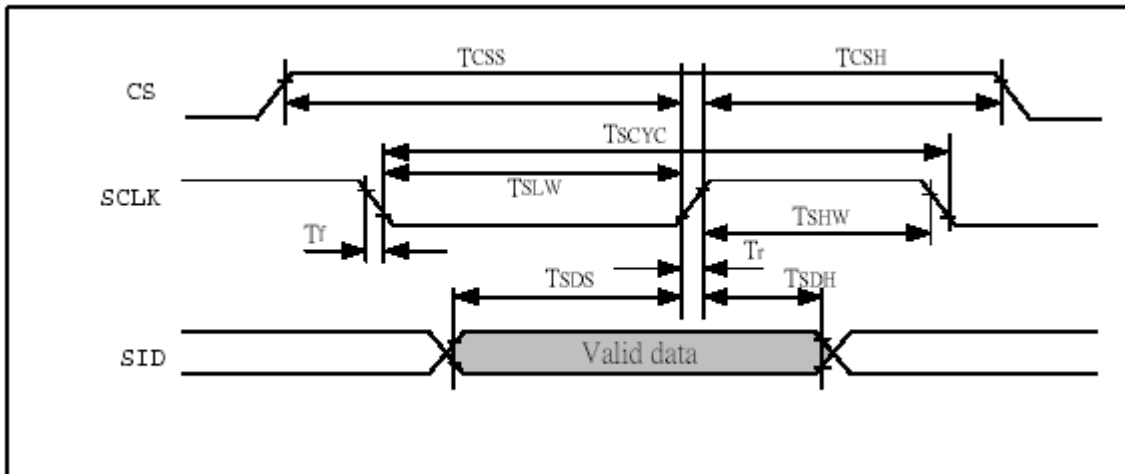 TCSS TCSH
CS
TSCYC
TSLW
SCLK
TSHW
Tf
Tr
TSDS TSDH
Valid data
SID